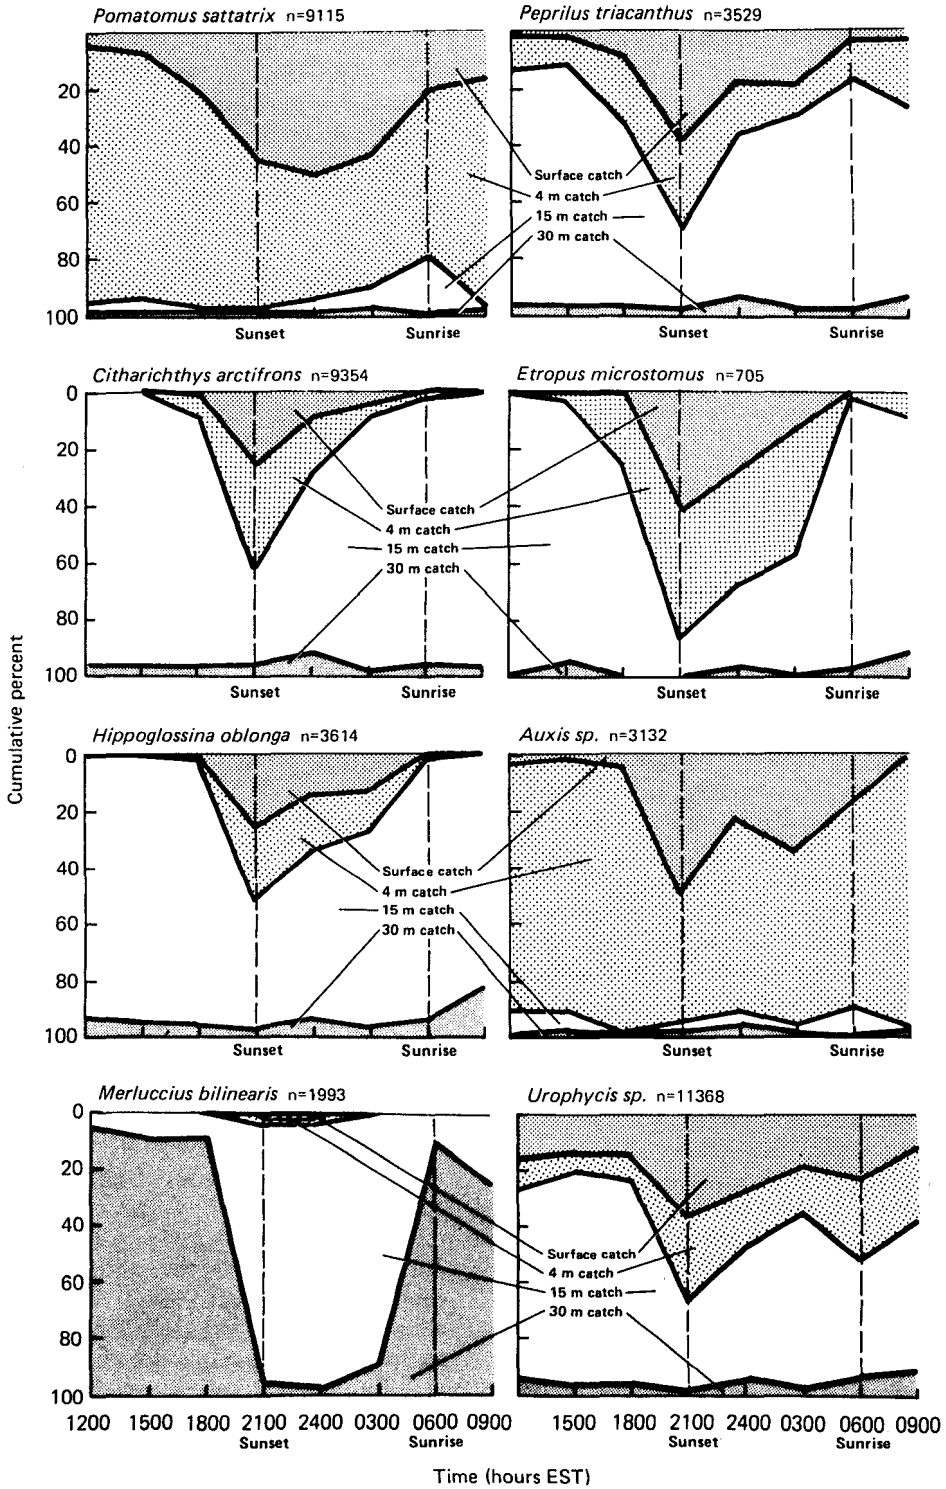 Pomatomus sattatrix n=9115
Peprilus triacanthus n=3529
20
40
60
80
100
Surface catch
4 m catch
15 m catch
30 m catch
Sunset
Sunrise
Sunset
Sunrise
Citharichthys arctifrons n=9354
Etropus microstomus n=705
0
20
40
60
80
100
Surface catch
4 m catch
15 m catch
30 m catch
Sunset
Sunrise
Sunset
Sunrise
Cumulative percent
Hippoglossina oblonga n=3614
Auxis sp. n=3132
0
20
40
60
80
100
Surface catch
4 m catch
15 m catch
30 m catch
Sunset
Sunrise
Sunset
Sunrise
Merluccius bilinearis n=1993
Urophycis sp. n=11368
0
20
40
60
80
100
Surface catch
4 m catch
15 m catch
30 m catch
1200 1500 1800 2100 2400 0300 0600 0900
1500 1800 2100 2400 0300 0600 0900
Sunset
Sunrise
Sunset
Sunrise
Time (hours EST)